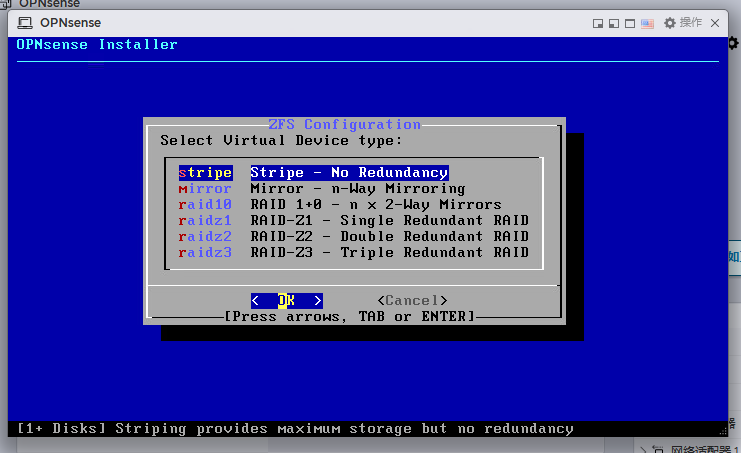 OPNsense
OPNsense
操作
OPNsense Installer
ZFS Configuration
Select Virtual Device type:
stripe Stripe - No Redundancy
mirror Mirror - n-Way Mirroring
raid10 RAID 1+0 - n x 2-Way Mirrors
raidz1 RAID-Z1 - Single Redundant RAID
raidz2 RAID-Z2 - Double Redundant RAID
raidz3 RAID-Z3 - Triple Redundant RAID
< OK > <Cancel>
[Press arrows, TAB or ENTER]
[1+ Disks] Striping provides maximum storage but no redundancy
如
器
网络适配器 1